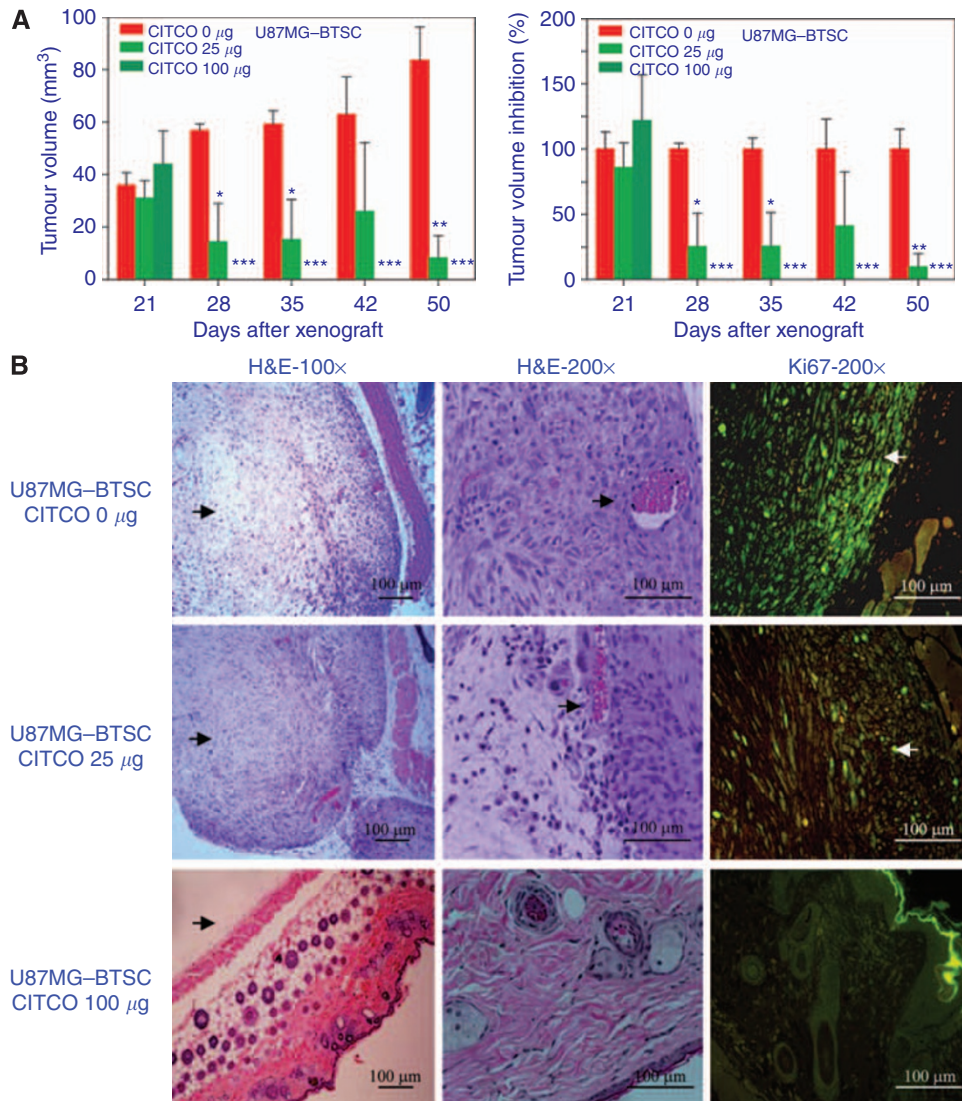 A
Tumour volume (mm³)
100
80
60
40
20
0
CITCO 0 µg
CITCO 25 µg
CITCO 100 µg
U87MG–BTSC
*
***
*
***
***
**
***
21 28 35 42 50
Days after xenograft
Tumour volume inhibition (%)
200
150
100
50
0
CITCO 0 µg
CITCO 25 µg
CITCO 100 µg
U87MG–BTSC
*
***
*
***
***
**
***
21 28 35 42 50
Days after xenograft
B
H&E-100× H&E-200× Ki67-200×
U87MG–BTSC
CITCO 0 µg
100 µm 100 µm 100 µm
U87MG–BTSC
CITCO 25 µg
100 µm 100 µm 100 µm
U87MG–BTSC
CITCO 100 µg
100 µm 100 µm 100 µm